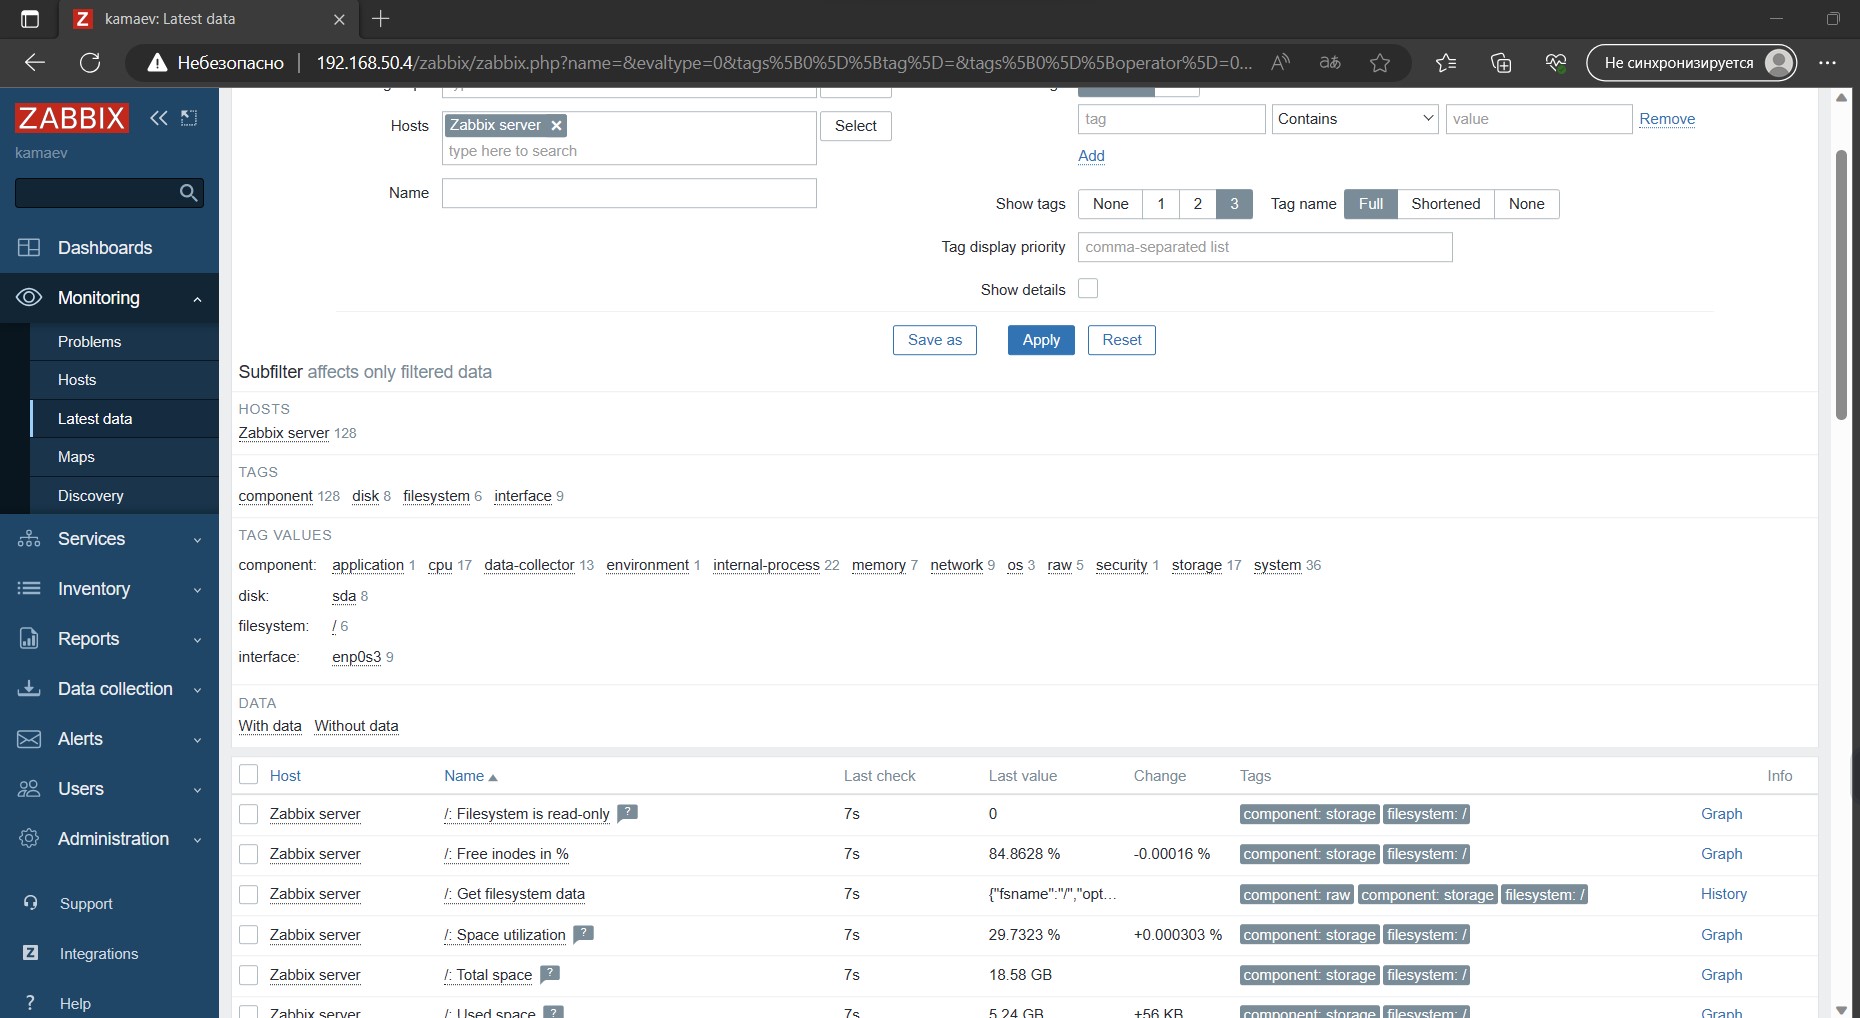 kamaev: Latest data
Небезопасно 192.168.50.4/zabbix/zabbix.php?name=&evaltype=0&tags%5B0%5D%5Btag%5D=&tags%5B0%5D%5Boperator%5D=0... Не синхронизируется
ZABBIX
kamaev
Dashboards
Monitoring
Problems
Hosts
Latest data
Maps
Discovery
Services
Inventory
Reports
Data collection
Alerts
Users
Administration
Support
Integrations
Help
Hosts Zabbix server Select
type here to search
Name
tag Contains value Remove
Add
Show tags None 1 2 3 Tag name Full Shortened None
Tag display priority comma-separated list
Show details
Save as Apply Reset
Subfilter affects only filtered data
HOSTS
Zabbix server 128
TAGS
component 128 disk 8 filesystem 6 interface 9
TAG VALUES
component: application 1 cpu 17 data-collector 13 environment 1 internal-process 22 memory 7 network 9 os 3 raw 5 security 1 storage 17 system 36
disk: sda 8
filesystem: / 6
interface: enp0s3 9
DATA
With data Without data
Host Name Last check Last value Change Tags Info
Zabbix server /: Filesystem is read-only ? 7s 0 component: storage filesystem: / Graph
Zabbix server /: Free inodes in % 7s 84.8628 % -0.00016 % component: storage filesystem: / Graph
Zabbix server /: Get filesystem data 7s {"fsname":"/","opt... component: raw component: storage filesystem: / History
Zabbix server /: Space utilization ? 7s 29.7323 % +0.000303 % component: storage filesystem: / Graph
Zabbix server /: Total space ? 7s 18.58 GB component: storage filesystem: / Graph
Zabbix server /: Used space ? 7s 5.24 GB +56 KB component: storage filesystem: / Graph